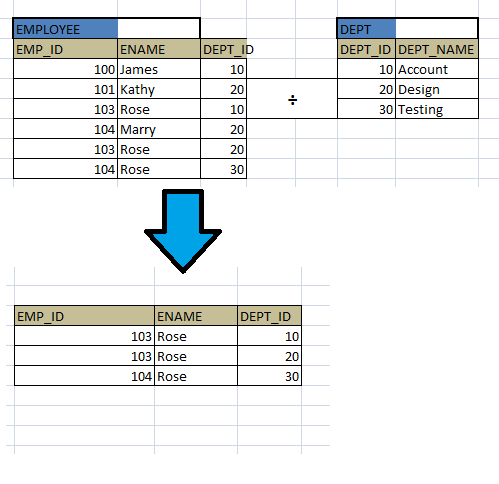 EMPLOYEE DEPT
EMP_ID ENAME DEPT_ID DEPT_ID DEPT_NAME
100 James 10 10 Account
101 Kathy 20 20 Design
103 Rose 10 ÷ 30 Testing
104 Marry 20
103 Rose 20
104 Rose 30
EMP_ID ENAME DEPT_ID
103 Rose 10
103 Rose 20
104 Rose 30